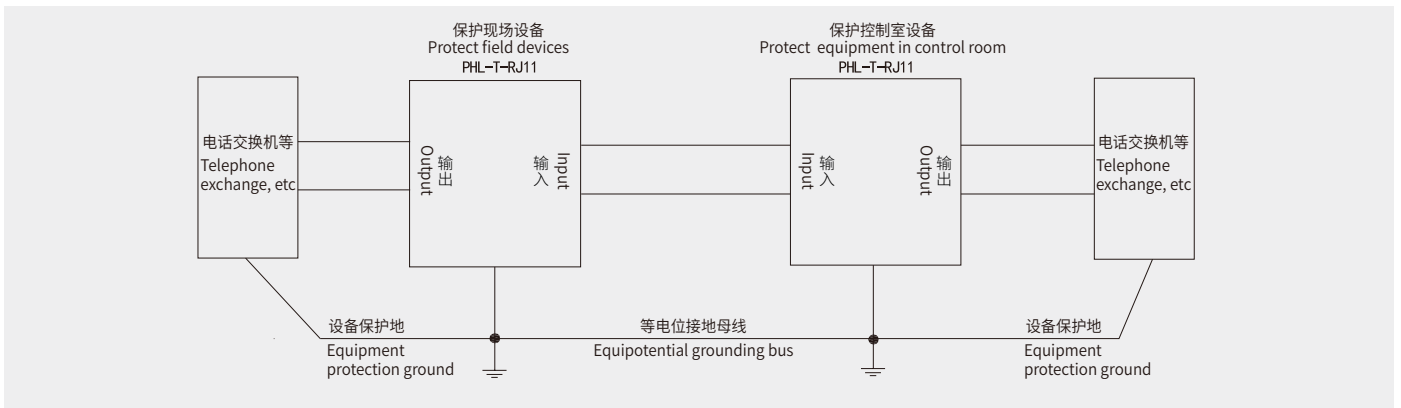 保护现场设备
Protect field devices
PHL-T-RJ11
保护控制室设备
Protect equipment in control room
PHL-T-RJ11
电话交换机等
Telephone
exchange, etc
输出
Output
输入
Input
输入
Input
输出
Output
电话交换机等
Telephone
exchange, etc
设备保护地
Equipment
protection ground
等电位接地母线
Equipotential grounding bus
设备保护地
Equipment
protection ground